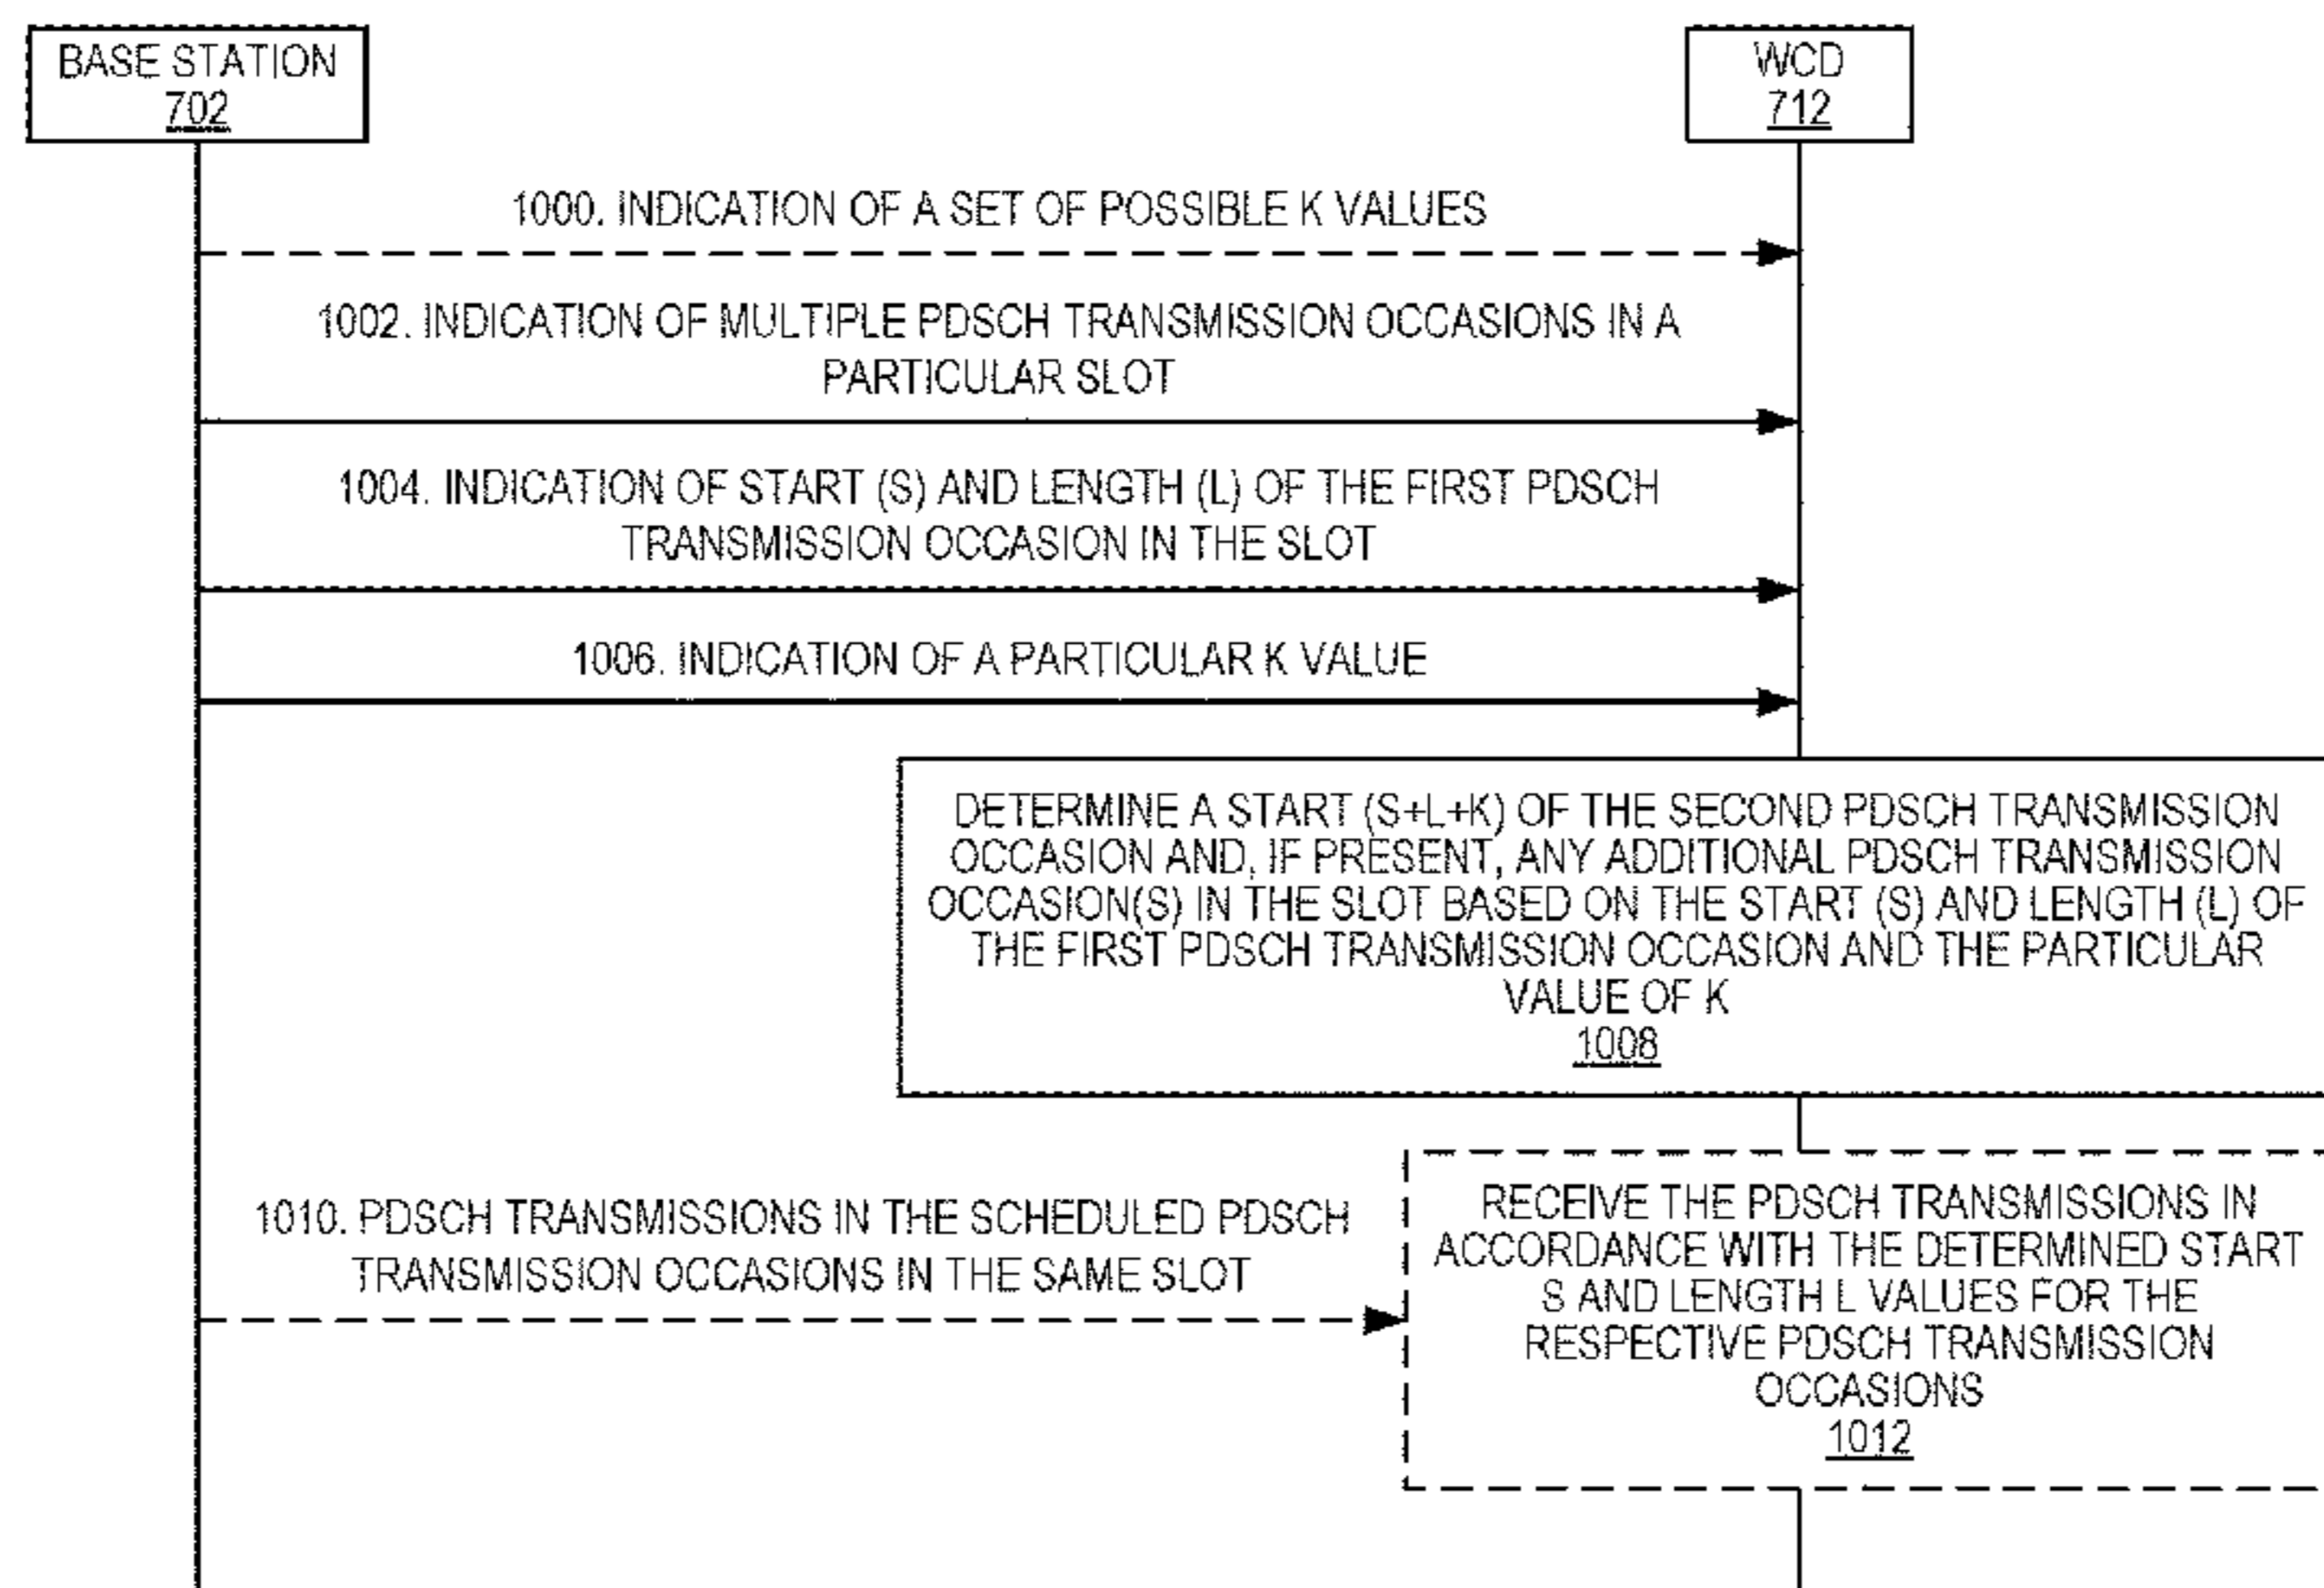 BASE STATION
702
WCD
712
1000. INDICATION OF A SET OF POSSIBLE K VALUES
1002. INDICATION OF MULTIPLE PDSCH TRANSMISSION OCCASIONS IN A
PARTICULAR SLOT
1004. INDICATION OF START (S) AND LENGTH (L) OF THE FIRST PDSCH
TRANSMISSION OCCASION IN THE SLOT
1006. INDICATION OF A PARTICULAR K VALUE
DETERMINE A START (S+L+K) OF THE SECOND PDSCH TRANSMISSION
OCCASION AND, IF PRESENT, ANY ADDITIONAL PDSCH TRANSMISSION
OCCASION(S) IN THE SLOT BASED ON THE START (S) AND LENGTH (L) OF
THE FIRST PDSCH TRANSMISSION OCCASION AND THE PARTICULAR
VALUE OF K
1008
1010. PDSCH TRANSMISSIONS IN THE SCHEDULED PDSCH
TRANSMISSION OCCASIONS IN THE SAME SLOT
RECEIVE THE PDSCH TRANSMISSIONS IN
ACCORDANCE WITH THE DETERMINED START
S AND LENGTH L VALUES FOR THE
RESPECTIVE PDSCH TRANSMISSION
OCCASIONS
1012